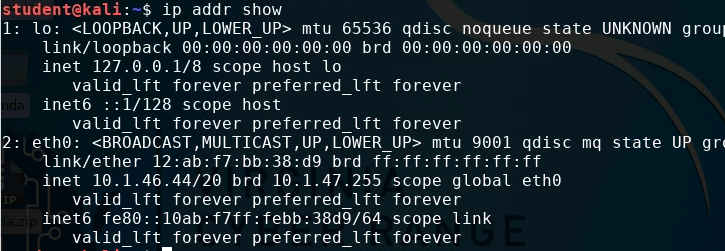 student@kali:~$ ip addr show
1: lo: <LOOPBACK,UP,LOWER_UP> mtu 65536 qdisc noqueue state UNKNOWN group
    link/loopback 00:00:00:00:00:00 brd 00:00:00:00:00:00
    inet 127.0.0.1/8 scope host lo
       valid_lft forever preferred_lft forever
    inet6 ::1/128 scope host
       valid_lft forever preferred_lft forever
2: eth0: <BROADCAST,MULTICAST,UP,LOWER_UP> mtu 9001 qdisc mq state UP gro
    link/ether 12:ab:f7:bb:38:d9 brd ff:ff:ff:ff:ff:ff
    inet 10.1.46.44/20 brd 10.1.47.255 scope global eth0
       valid_lft forever preferred_lft forever
    inet6 fe80::10ab:f7ff:febb:38d9/64 scope link
       valid_lft forever preferred_lft forever
nda
IP
da.zip
RANGE